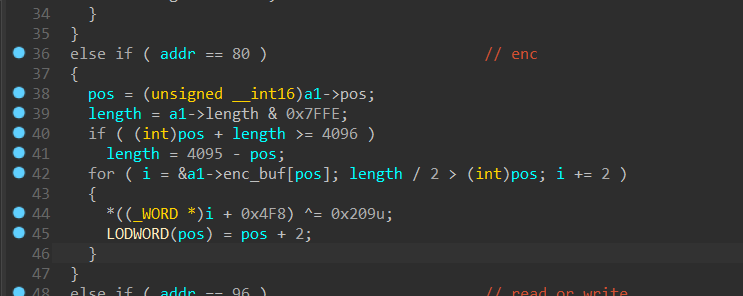 34 }
35 }
36 else if ( addr == 80 ) // enc
37 {
38 pos = (unsigned __int16)a1->pos;
39 length = a1->length & 0x7FFE;
40 if ( (int)pos + length >= 4096 )
41 length = 4095 - pos;
42 for ( i = &a1->enc_buf[pos]; length / 2 > (int)pos; i += 2 )
43 {
44 *((_WORD *)i + 0x4F8) ^= 0x209u;
45 LODWORD(pos) = pos + 2;
46 }
47 }
48 else if ( addr == 96 ) // read or write